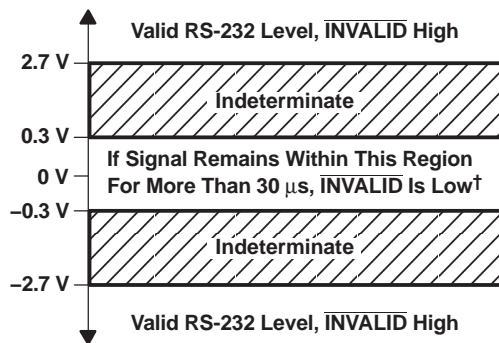 Valid RS-232 Level, INVALID High
2.7 V
Indeterminate
0.3 V
If Signal Remains Within This Region
0 V
For More Than 30 μs, INVALID Is Low†
–0.3 V
Indeterminate
–2.7 V
Valid RS-232 Level, INVALID High